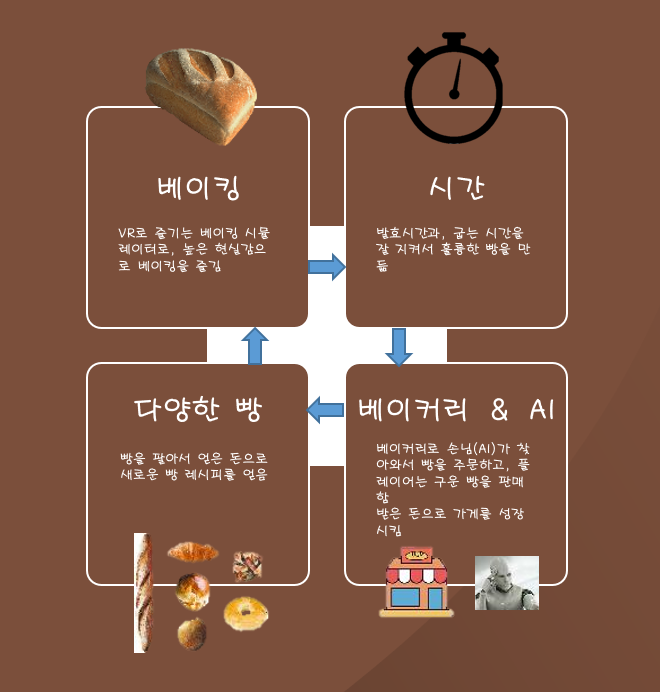 베이킹
VR로 즐기는 베이킹 시뮬
레이터로, 높은 현실감으
로 베이킹을 즐김
시간
발효시간과, 굽는 시간을
잘 지켜서 훌륭한 빵을 만
듦
다양한 빵
빵을 팔아서 얻은 돈으로
새로운 빵 레시피를 얻음
베이커리 & AI
베이커리로 손님(AI)가 찾
아와서 빵을 주문하고, 플
레이어는 구운 빵을 판매
함
받은 돈으로 가게를 성장
시킴